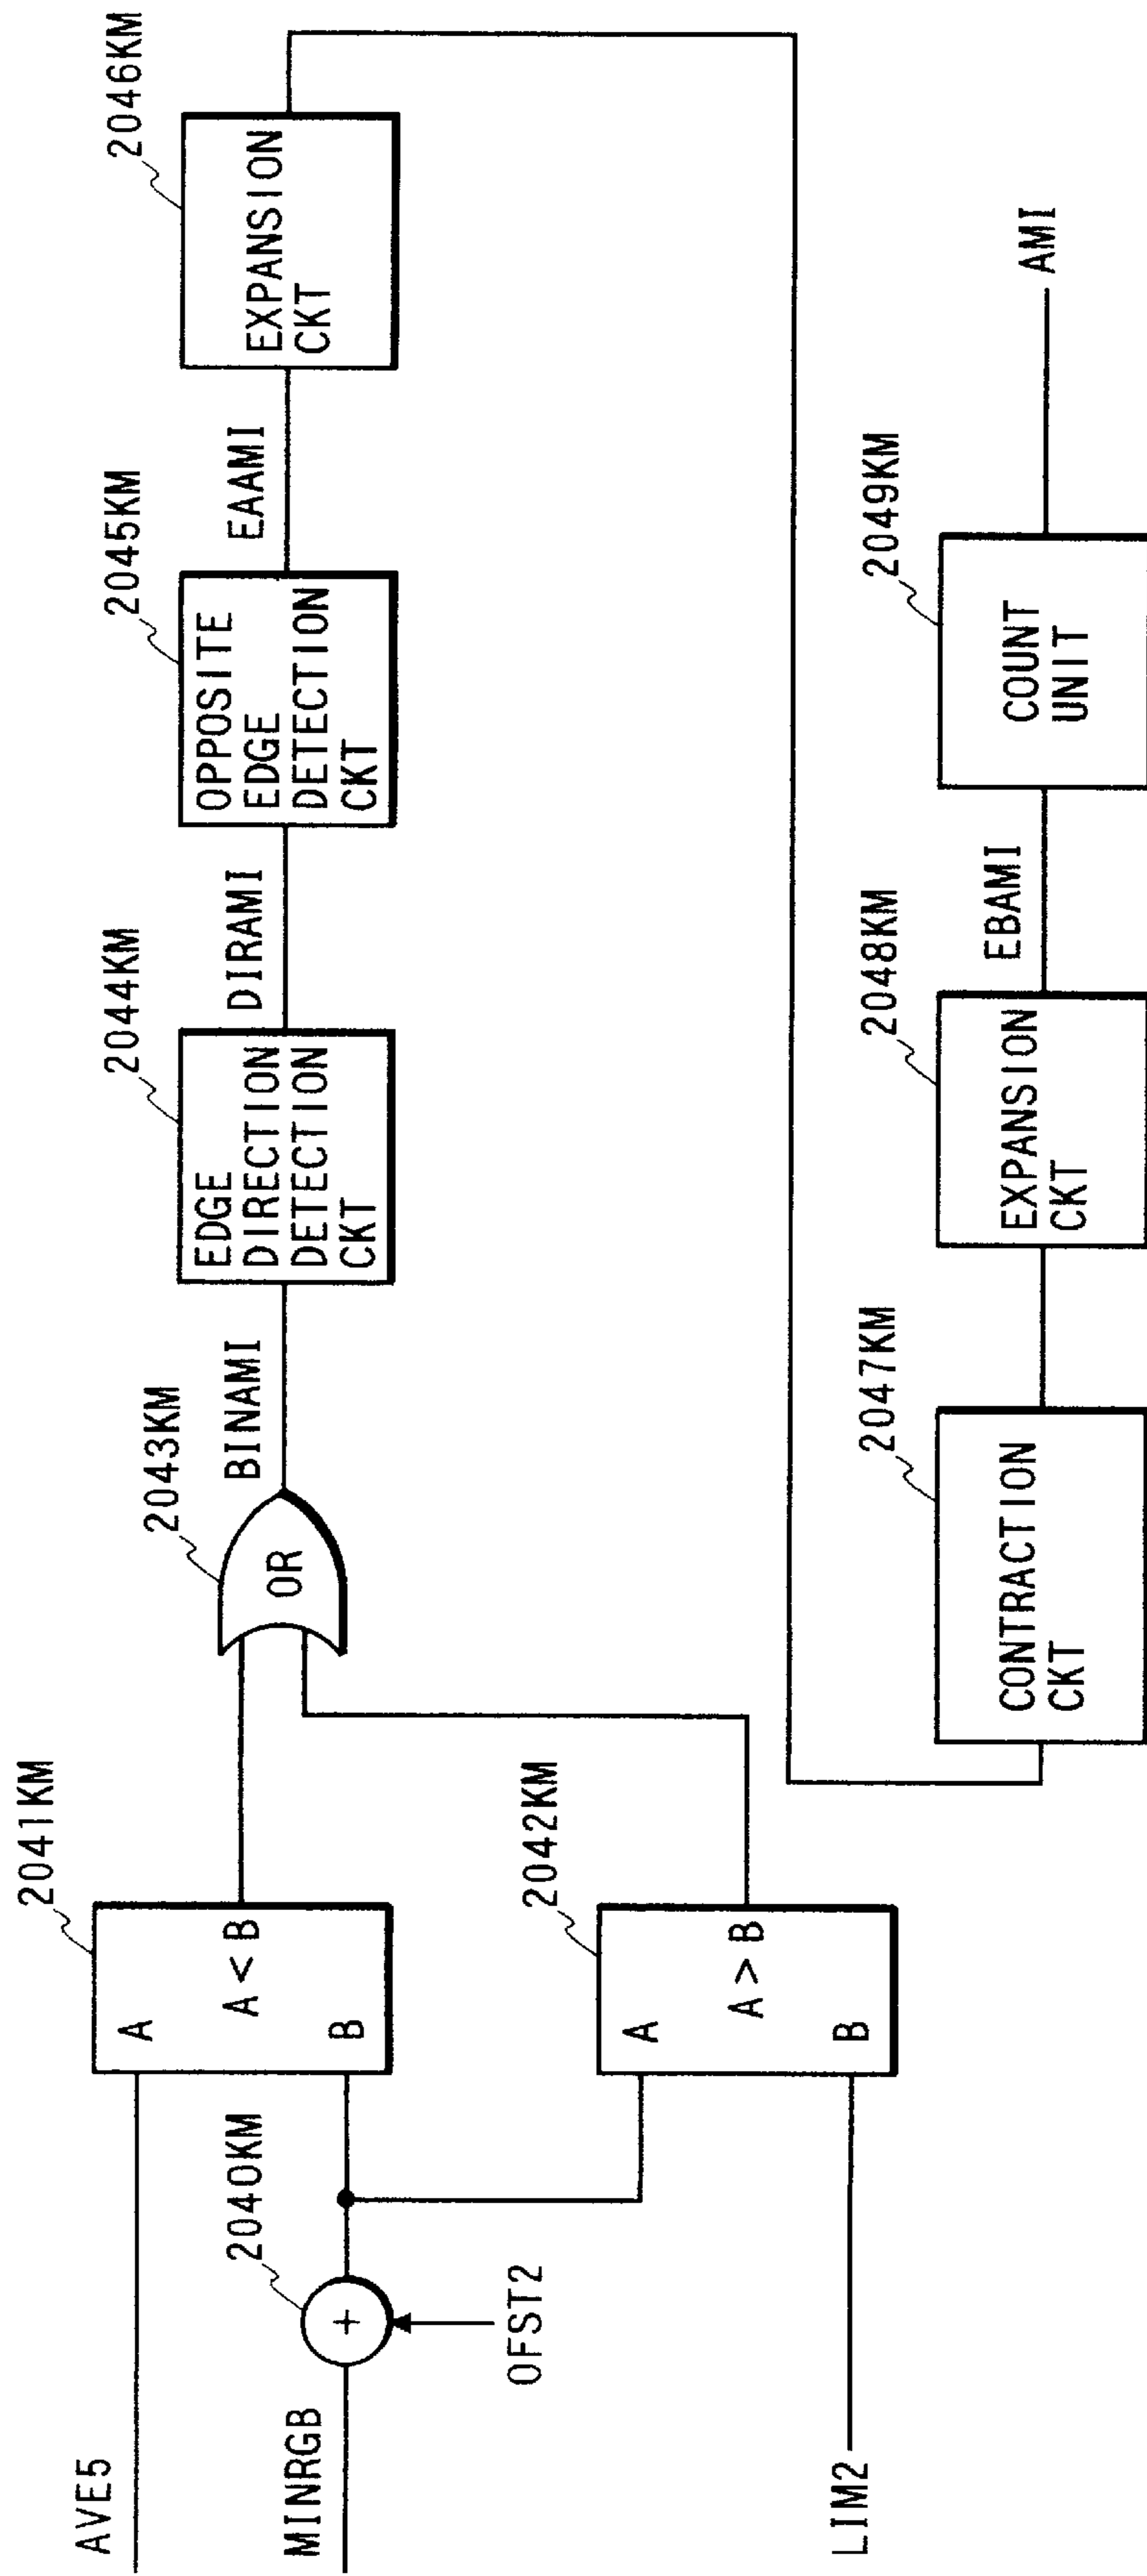 AVE5
MINRGB
OFST2
LIM2
2040KM
+
2041KM
A
A < B
B
2042KM
A
A > B
B
2043KM
OR
BINAMI
2044KM
EDGE
DIRECTION
DETECTION
CKT
DIRAMI
2045KM
OPPOSITE
EDGE
DETECTION
CKT
EAAMI
2046KM
EXPANSION
CKT
2047KM
CONTRACTION
CKT
2048KM
EXPANSION
CKT
EBAMI
2049KM
COUNT
UNIT
AMI